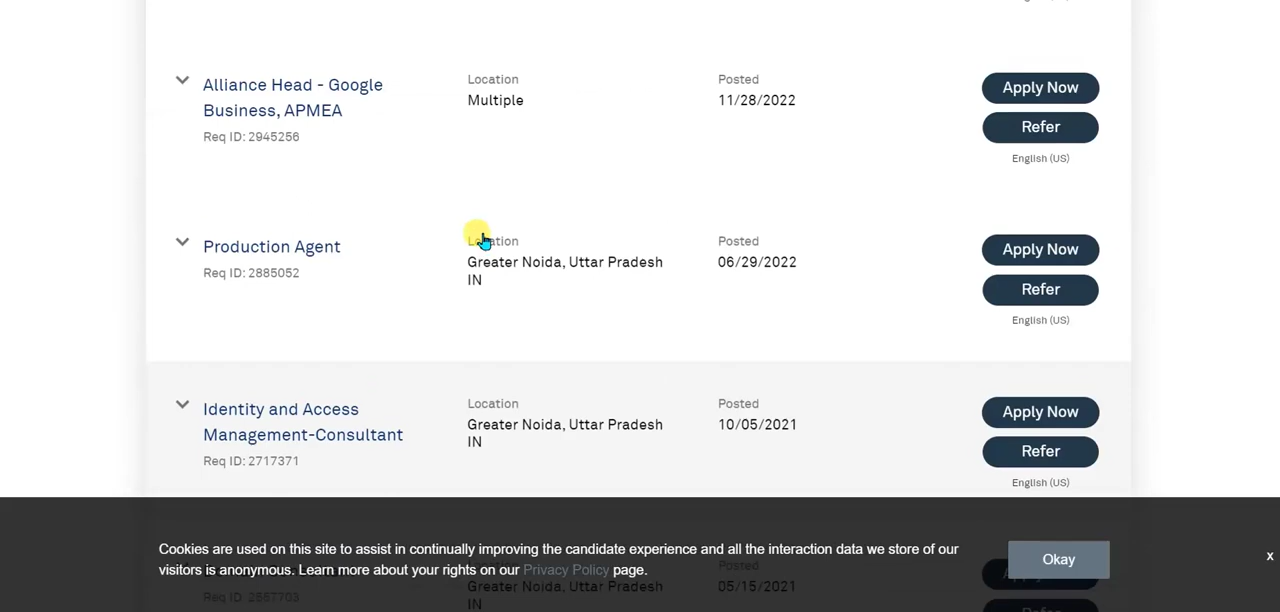 Alliance Head - Google
Business, APMEA
Req ID: 2945256
Location
Multiple
Posted
11/28/2022
Apply Now
Refer
English (US)
Production Agent
Req ID: 2885052
Location
Greater Noida, Uttar Pradesh
IN
Posted
06/29/2022
Apply Now
Refer
English (US)
Identity and Access
Management-Consultant
Req ID: 2717371
Location
Greater Noida, Uttar Pradesh
IN
Posted
10/05/2021
Apply Now
Refer
English (US)
Cookies are used on this site to assist in continually improving the candidate experience and all the interaction data we store of our
visitors is anonymous. Learn more about your rights on our Privacy Policy page.
Okay
x
Req ID: 2557703
Greater Noida, Uttar Pradesh
IN
Posted
05/15/2021